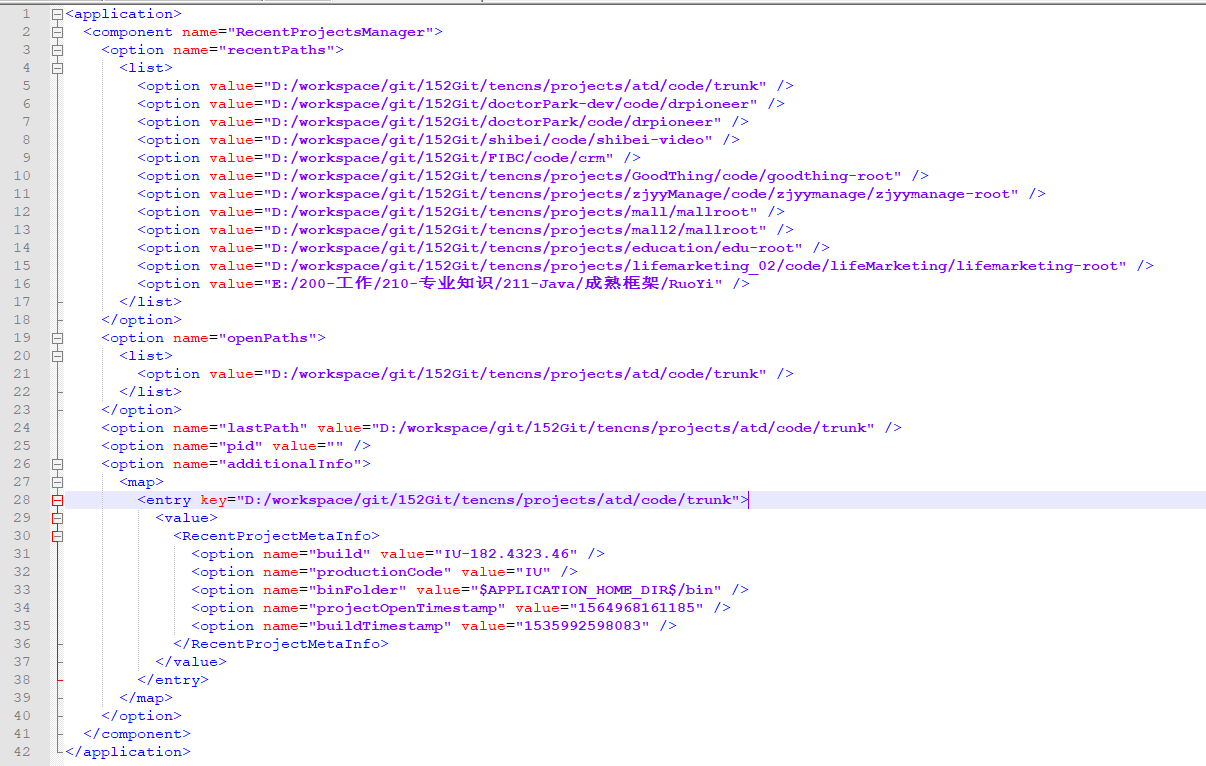 1 <application>
2 <component name="RecentProjectsManager">
3 <option name="recentPaths">
4 <list>
5 <option value="D:/workspace/git/152Git/tencns/projects/atd/code/trunk" />
6 <option value="D:/workspace/git/152Git/doctorPark-dev/code/drpioneer" />
7 <option value="D:/workspace/git/152Git/doctorPark/code/drpioneer" />
8 <option value="D:/workspace/git/152Git/shibei/code/shibei-video" />
9 <option value="D:/workspace/git/152Git/FIBC/code/crm" />
10 <option value="D:/workspace/git/152Git/tencns/projects/GoodThing/code/goodthing-root" />
11 <option value="D:/workspace/git/152Git/tencns/projects/zjyyManage/code/zjyymanage/zjyymanage-root" />
12 <option value="D:/workspace/git/152Git/tencns/projects/mall/mallroot" />
13 <option value="D:/workspace/git/152Git/tencns/projects/mall2/mallroot" />
14 <option value="D:/workspace/git/152Git/tencns/projects/education/edu-root" />
15 <option value="D:/workspace/git/152Git/tencns/projects/lifemarketing_02/code/lifeMarketing/lifemarketing-root" />
16 <option value="E:/200-工作/210-专业知识/211-Java/成熟框架/RuoYi" />
17 </list>
18 </option>
19 <option name="openPaths">
20 <list>
21 <option value="D:/workspace/git/152Git/tencns/projects/atd/code/trunk" />
22 </list>
23 </option>
24 <option name="lastPath" value="D:/workspace/git/152Git/tencns/projects/atd/code/trunk" />
25 <option name="pid" value="" />
26 <option name="additionalInfo">
27 <map>
28 <entry key="D:/workspace/git/152Git/tencns/projects/atd/code/trunk">
29 <value>
30 <RecentProjectMetaInfo>
31 <option name="build" value="IU-182.4323.46" />
32 <option name="productionCode" value="IU" />
33 <option name="binFolder" value="$APPLICATION_HOME_DIR$/bin" />
34 <option name="projectOpenTimestamp" value="1564968161185" />
35 <option name="buildTimestamp" value="1535992598083" />
36 </RecentProjectMetaInfo>
37 </value>
38 </entry>
39 </map>
40 </option>
41 </component>
42 </application>